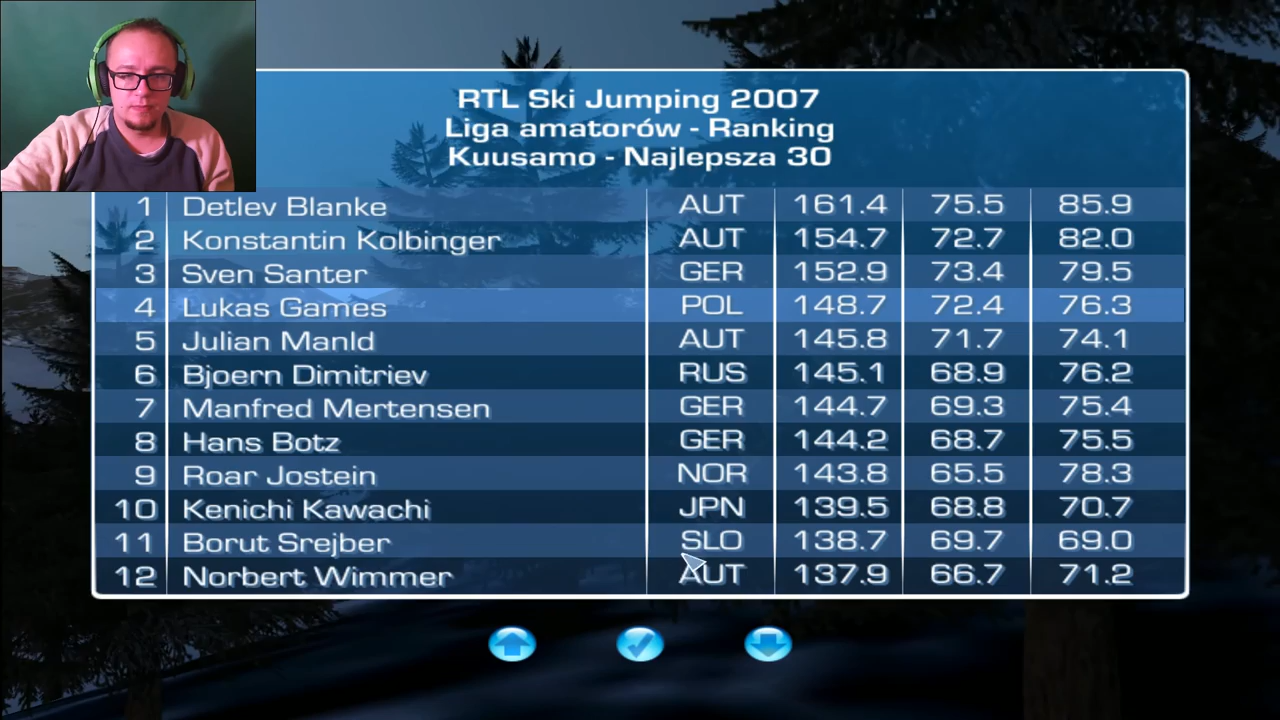 RTL Ski Jumping 2007
Liga amatorów - Ranking
Kuusamo - Najlepsza 30
1 Detlev Blanke AUT 161.4 75.5 85.9
2 Konstantin Kolbinger AUT 154.7 72.7 82.0
3 Sven Santer GER 152.9 73.4 79.5
4 Lukas Games POL 148.7 72.4 76.3
5 Julian Manld AUT 145.8 71.7 74.1
6 Bjoern Dimitriev RUS 145.1 68.9 76.2
7 Manfred Mertensen GER 144.7 69.3 75.4
8 Hans Botz GER 144.2 68.7 75.5
9 Roar Jostein NOR 143.8 65.5 78.3
10 Kenichi Kawachi JPN 139.5 68.8 70.7
11 Borut Srejber SLO 138.7 69.7 69.0
12 Norbert Wimmer AUT 137.9 66.7 71.2